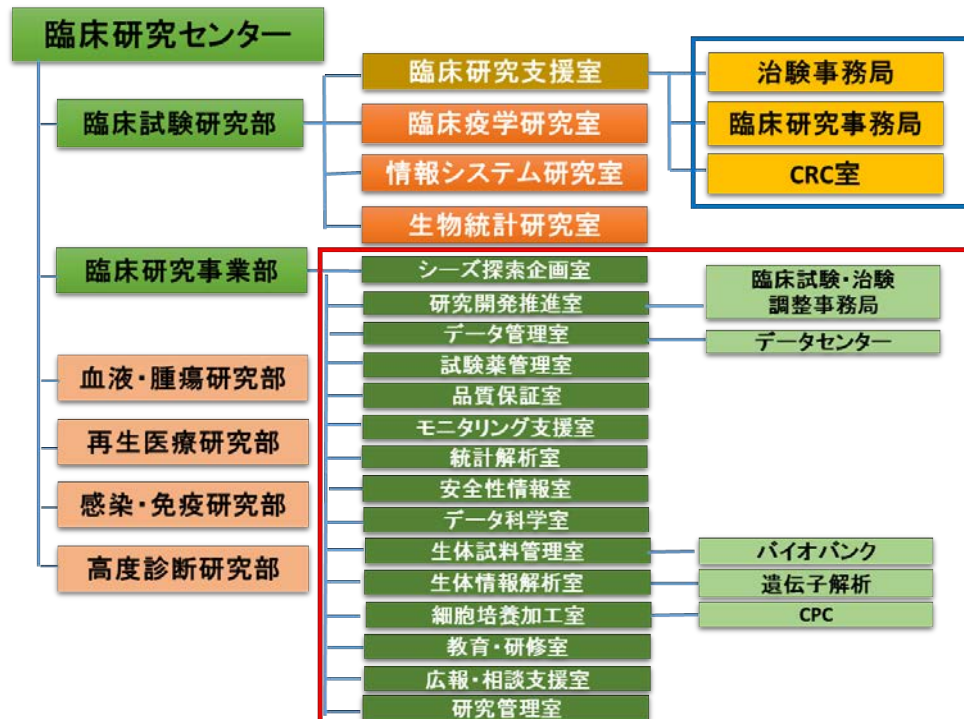 臨床研究センター
臨床試験研究部
臨床研究支援室
臨床疫学研究室
情報システム研究室
生物統計研究室
治験事務局
臨床研究事務局
CRC室
臨床研究事業部
シーズ探索企画室
研究開発推進室
臨床試験・治験
調整事務局
データ管理室
データセンター
試験薬管理室
品質保証室
モニタリング支援室
統計解析室
安全性情報室
データ科学室
生体試料管理室
バイオバンク
生体情報解析室
遺伝子解析
細胞培養加工室
CPC
教育・研修室
広報・相談支援室
研究管理室
血液・腫瘍研究部
再生医療研究部
感染・免疫研究部
高度診断研究部